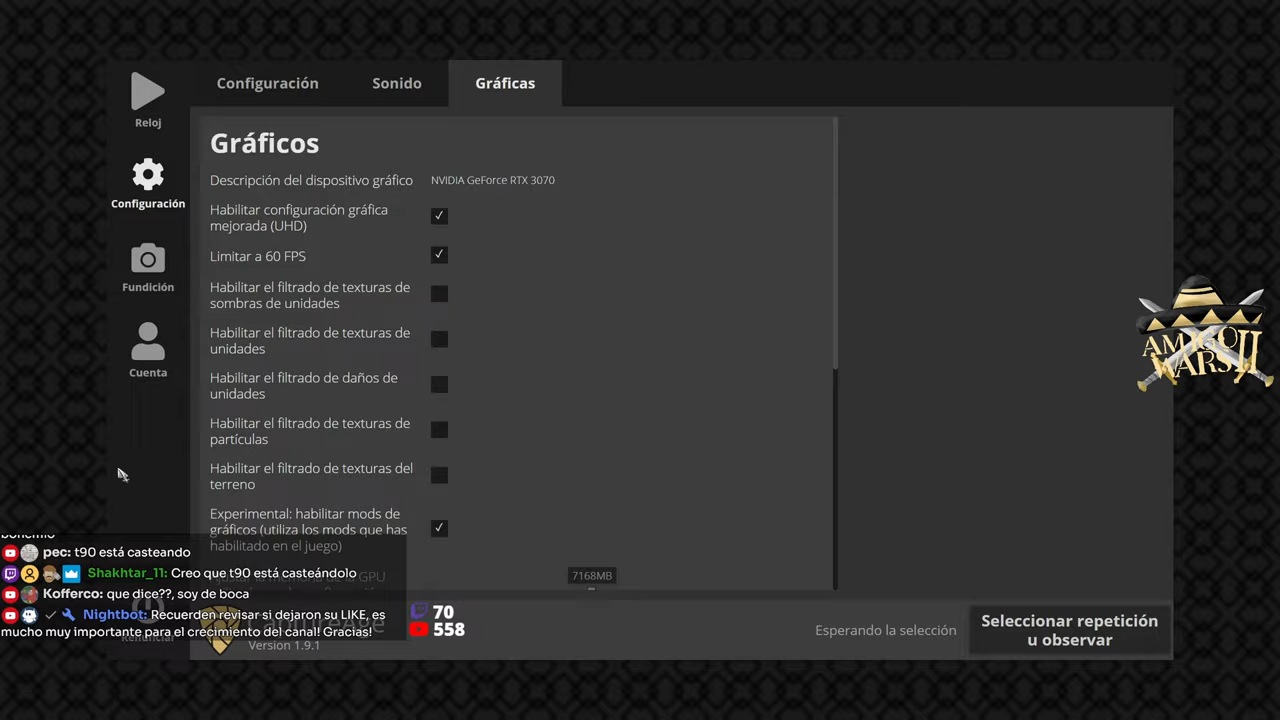 Configuración
Sonido
Gráficas
Reloj
Configuración
Fundición
Cuenta
Gráficos
Descripción del dispositivo gráfico
NVIDIA GeForce RTX 3070
Habilitar configuración gráfica
mejorada (UHD)
Limitar a 60 FPS
Habilitar el filtrado de texturas de
sombras de unidades
Habilitar el filtrado de texturas de
unidades
Habilitar el filtrado de daños de
unidades
Habilitar el filtrado de texturas de
partículas
Habilitar el filtrado de texturas del
terreno
Experimental: habilitar mods de
gráficos (utiliza los mods que has
habilitado en el juego)
GPU
7168MB
AMIGO
WARS II
bohemio
pec: t90 está casteando
Shakhtar_11: Creo que t90 está casteándolo
Kofferco: que dice??, soy de boca
Nightbot: Recuerden revisar si dejaron su LIKE, es
mucho muy importante para el crecimiento del canal! Gracias!
Renunciar
Version 1.9.1
70
558
Esperando la selección
Seleccionar repetición
u observar